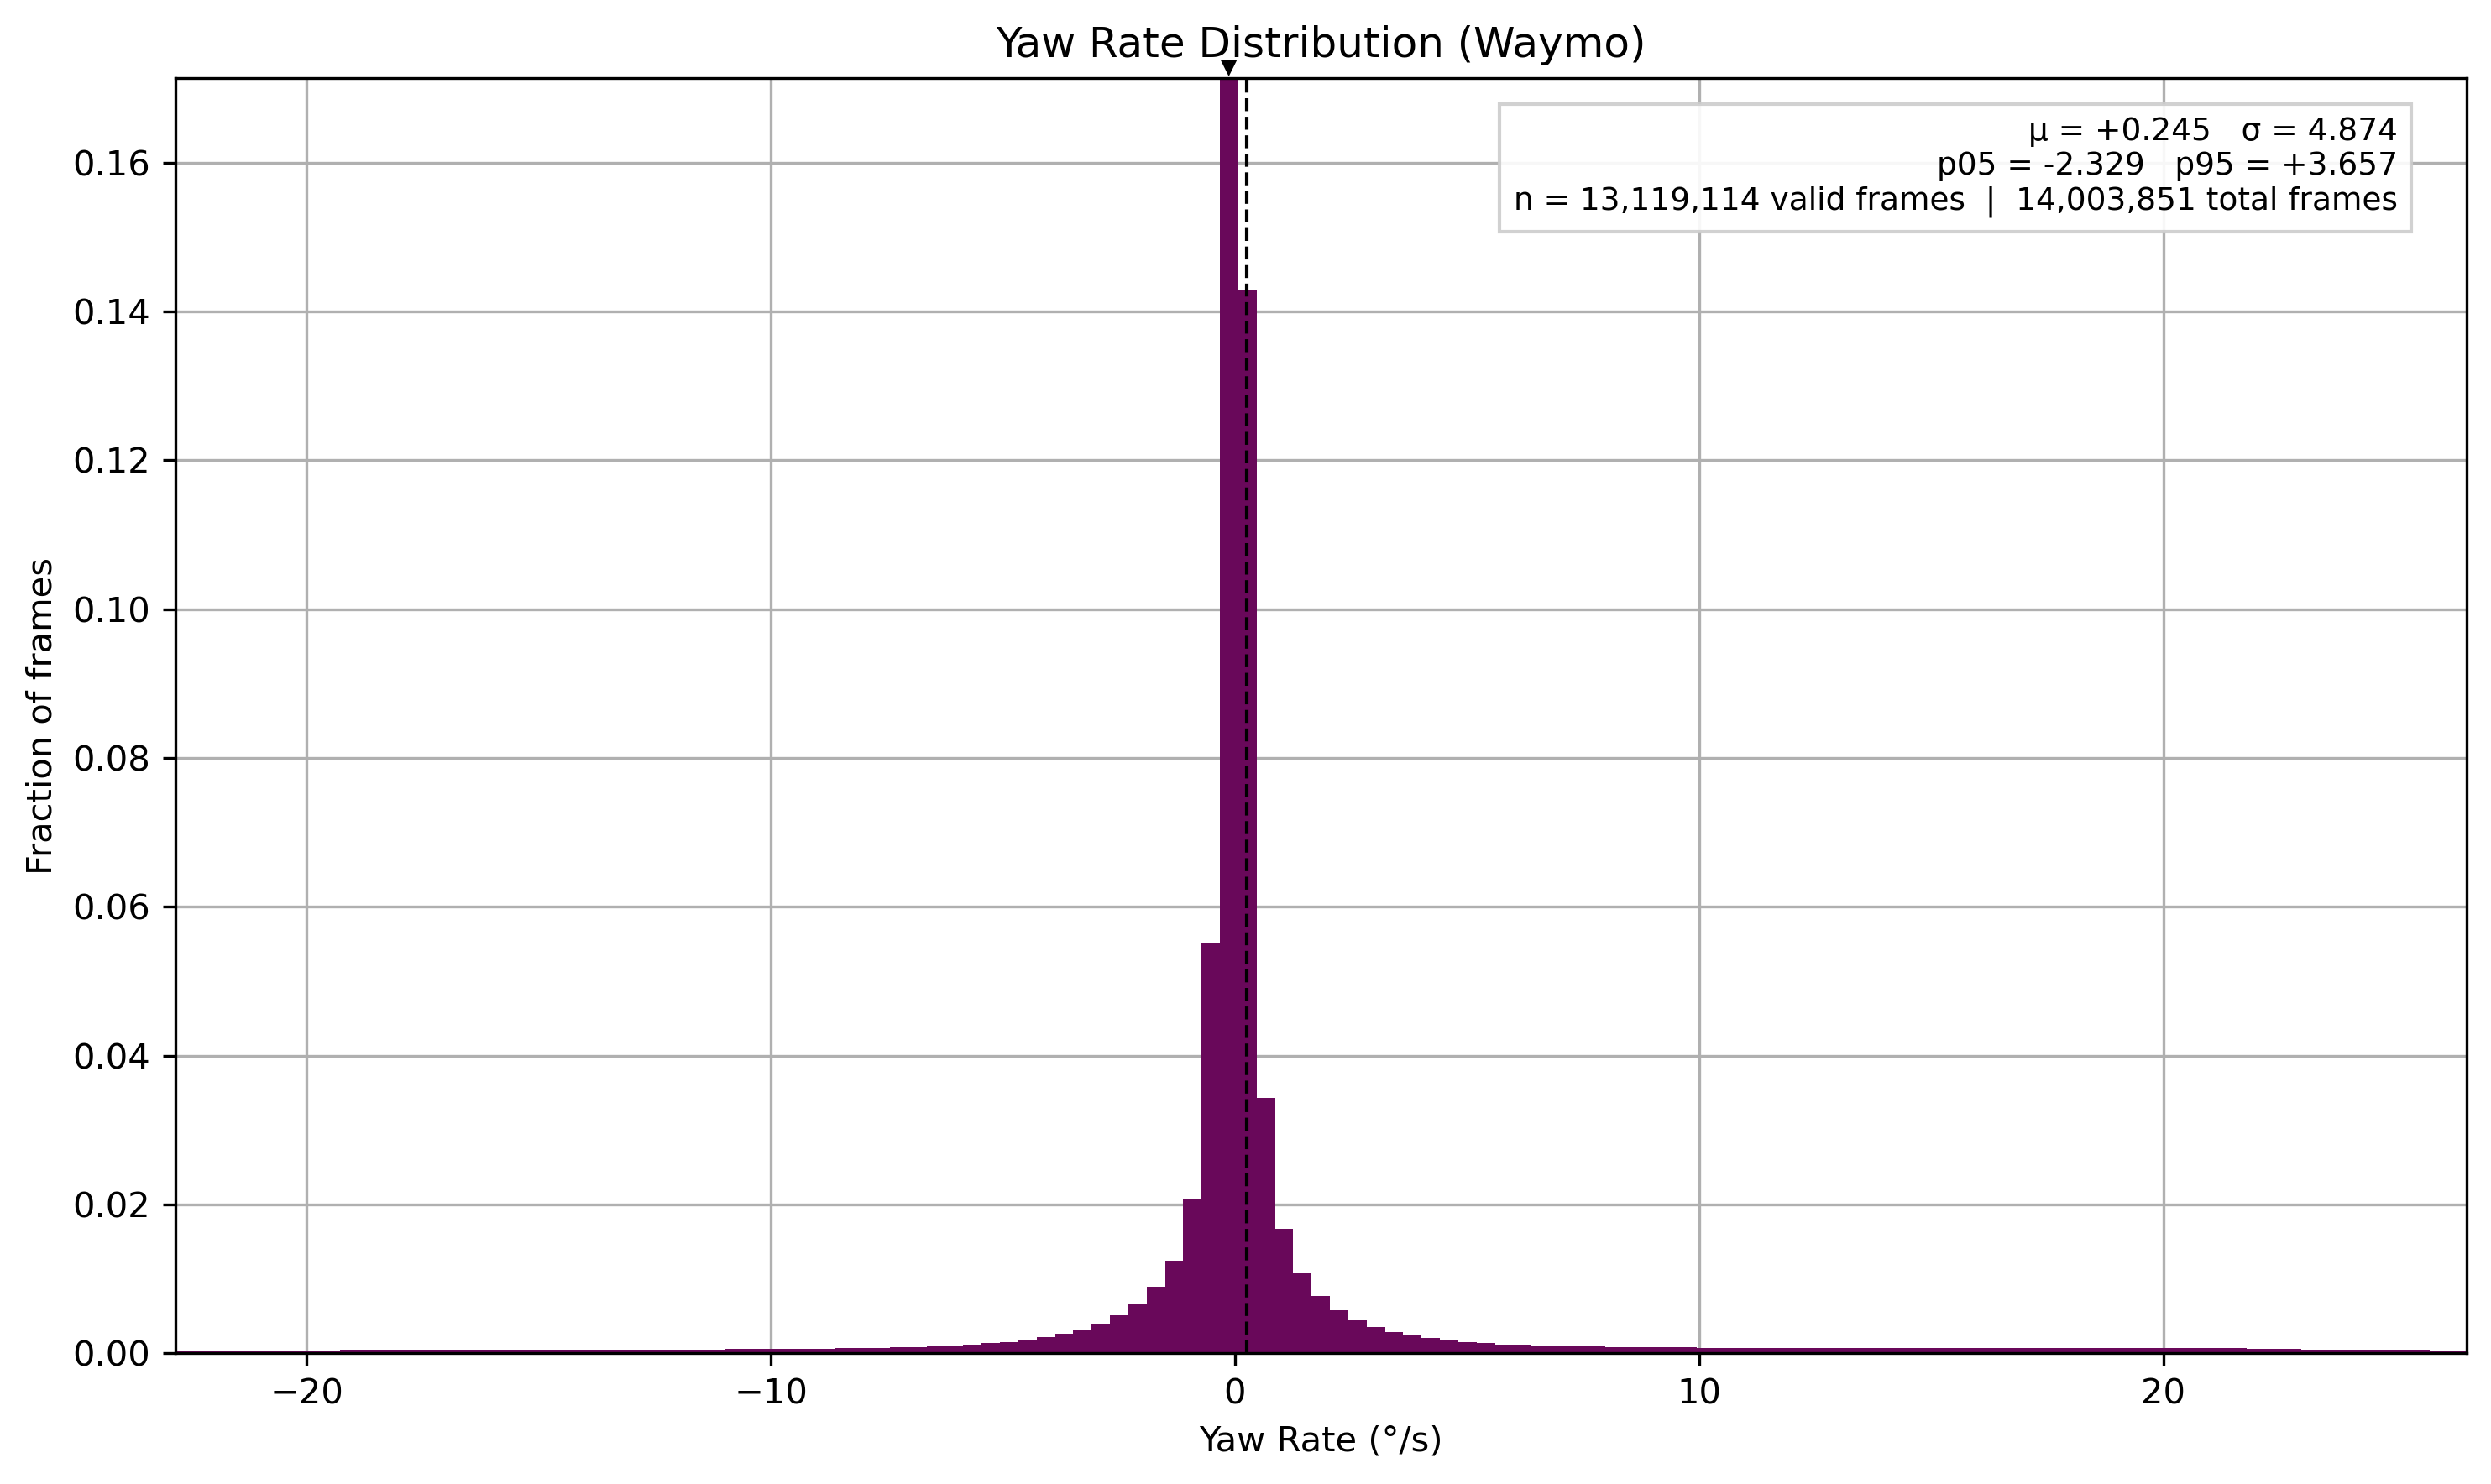 Yaw Rate Distribution (Waymo)
μ = +0.245   σ = 4.874
p05 = -2.329   p95 = +3.657
n = 13,119,114 valid frames  |  14,003,851 total frames
0.16
0.14
0.12
0.10
0.08
0.06
0.04
0.02
0.00
Fraction of frames
−20
−10
0
10
20
Yaw Rate (°/s)